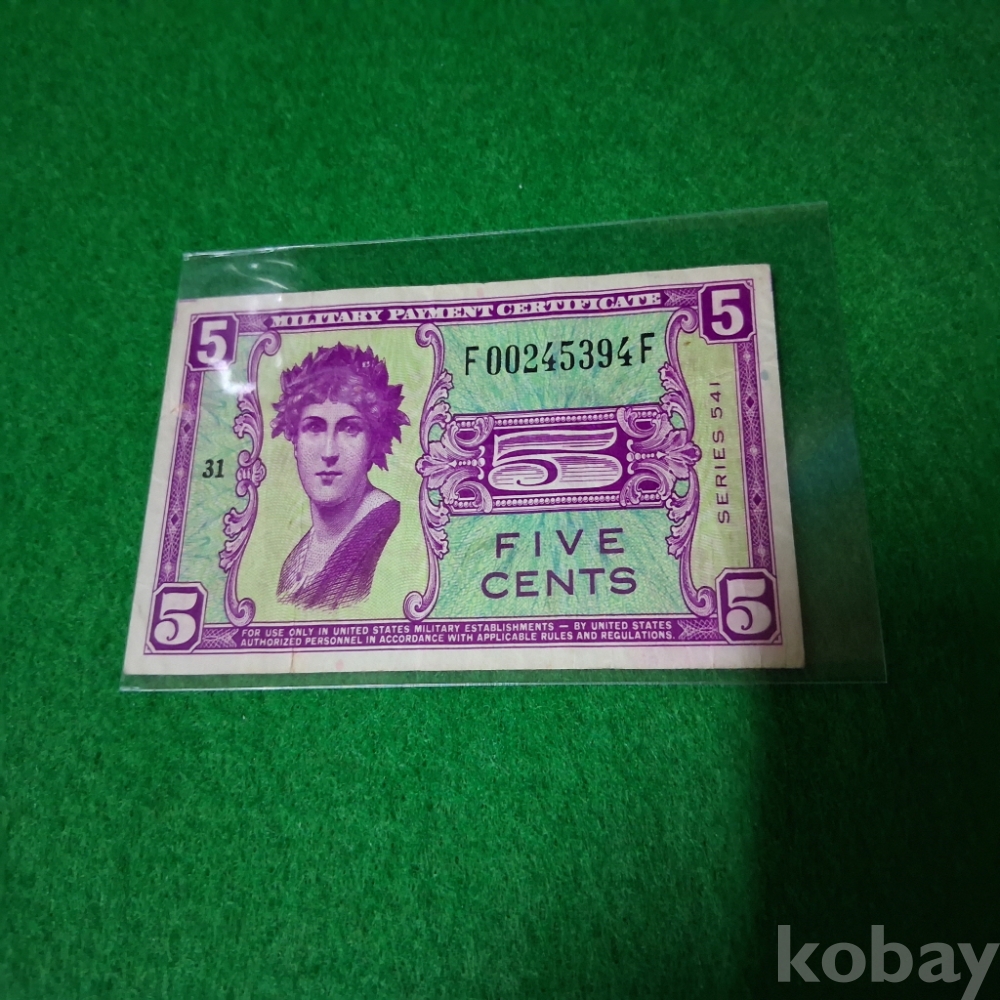 5 MILITARY PAYMENT CERTIFICATE 5
F00245394F
31
5
SERIES 541
FIVE
CENTS
5 5
FOR USE ONLY IN UNITED STATES MILITARY ESTABLISHMENTS — BY UNITED STATES
AUTHORIZED PERSONNEL IN ACCORDANCE WITH APPLICABLE RULES AND REGULATIONS.
kobay